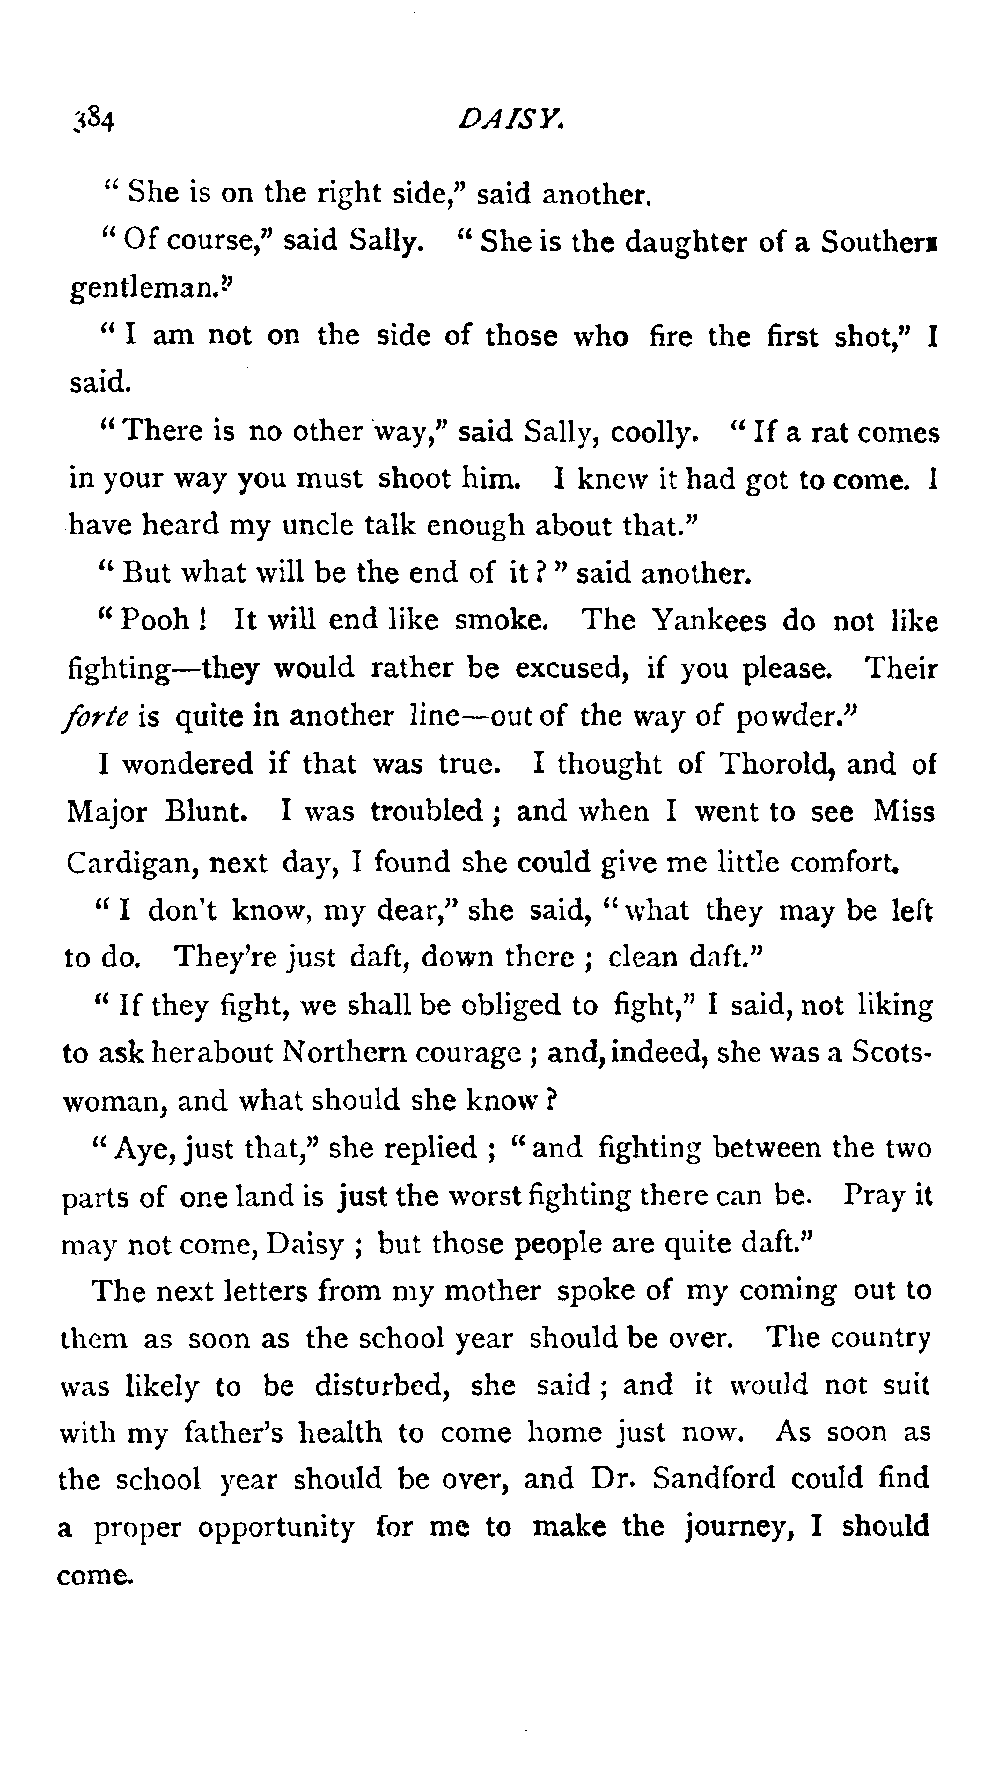 384 DAISY.
“ She is on the right side,” said another.
“ Of course,” said Sally. “ She is the daughter of a Southern
gentleman.”
“ I am not on the side of those who fire the first shot,” I
said.
“ There is no other way,” said Sally, coolly. “ If a rat comes
in your way you must shoot him. I knew it had got to come. I
have heard my uncle talk enough about that.”
“ But what will be the end of it ? ” said another.
“ Pooh ! It will end like smoke. The Yankees do not like
fighting—they would rather be excused, if you please. Their
forte is quite in another line—out of the way of powder.”
I wondered if that was true. I thought of Thorold, and of
Major Blunt. I was troubled ; and when I went to see Miss
Cardigan, next day, I found she could give me little comfort.
“ I don't know, my dear,” she said, “ what they may be left
to do. They're just daft, down there ; clean daft.”
“ If they fight, we shall be obliged to fight,” I said, not liking
to ask her about Northern courage ; and, indeed, she was a Scots-
woman, and what should she know ?
“ Aye, just that,” she replied ; “ and fighting between the two
parts of one land is just the worst fighting there can be. Pray it
may not come, Daisy ; but those people are quite daft.”
The next letters from my mother spoke of my coming out to
them as soon as the school year should be over. The country
was likely to be disturbed, she said ; and it would not suit
with my father's health to come home just now. As soon as
the school year should be over, and Dr. Sandford could find
a proper opportunity for me to make the journey, I should
come.